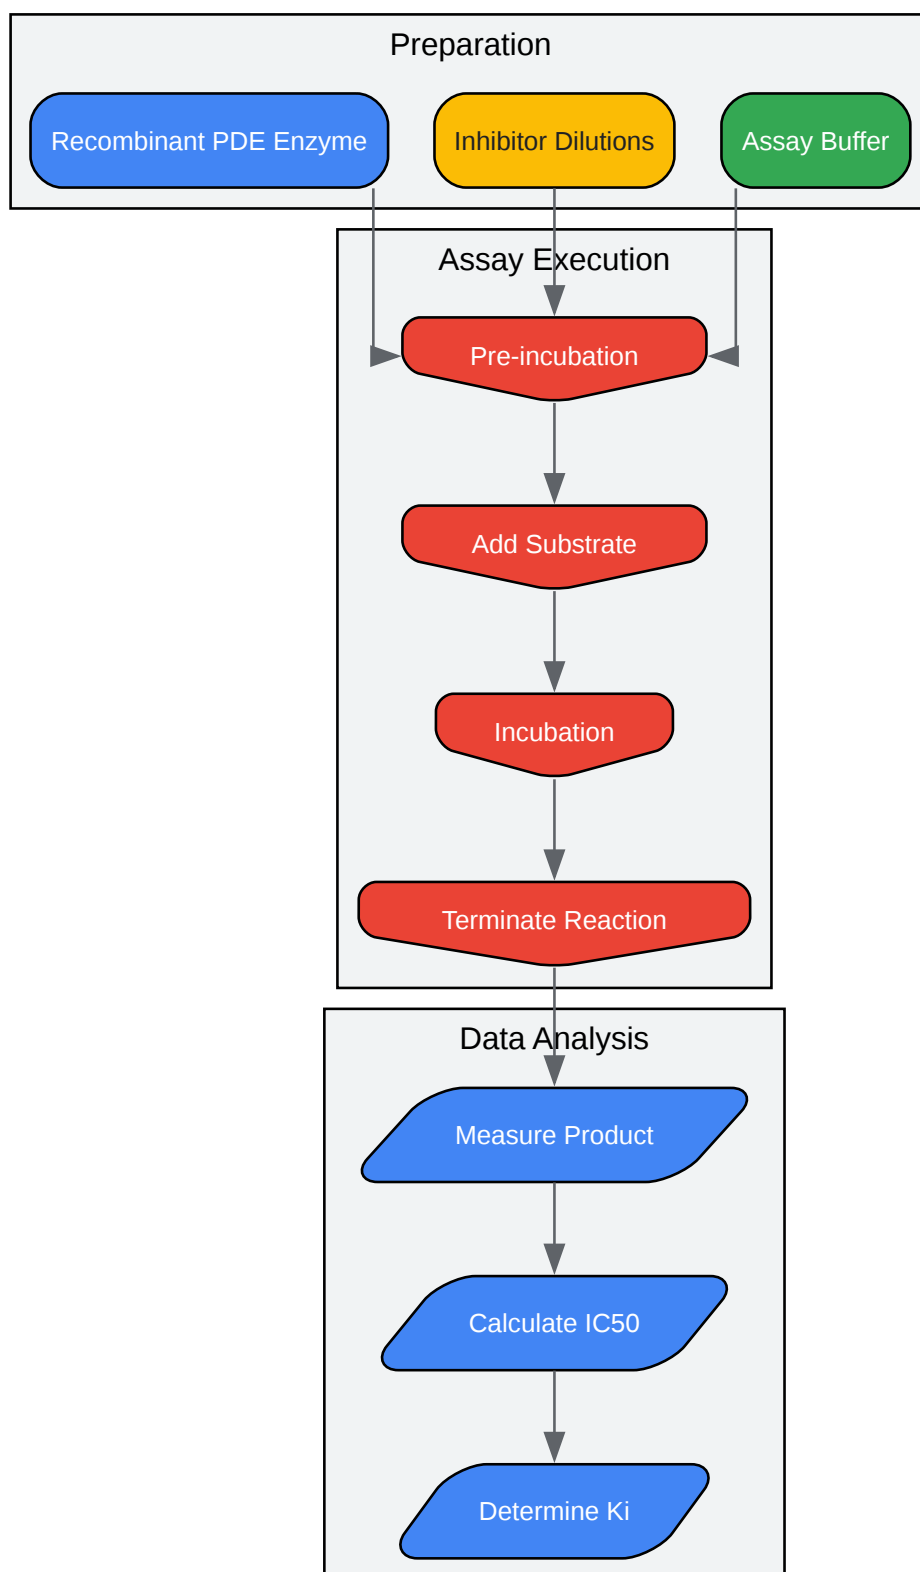 Preparation
Recombinant PDE Enzyme
Inhibitor Dilutions
Assay Buffer
Assay Execution
Pre-incubation
Add Substrate
Incubation
Terminate Reaction
Data Analysis
Measure Product
Calculate IC50
Determine Ki